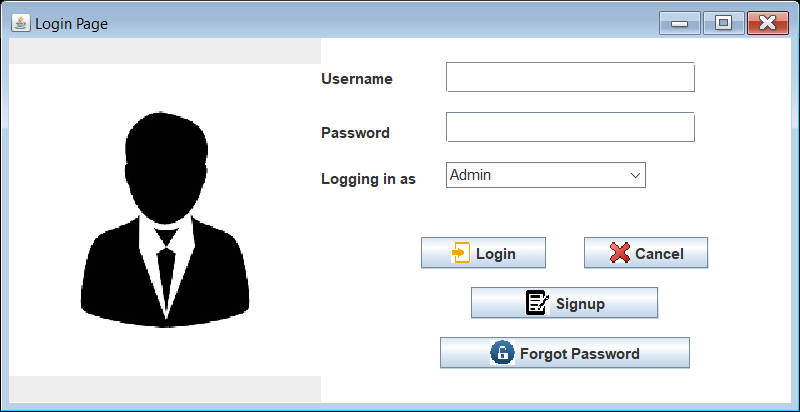 Login Page
Username
Password
Logging in as Admin
Login Cancel
Signup
Forgot Password